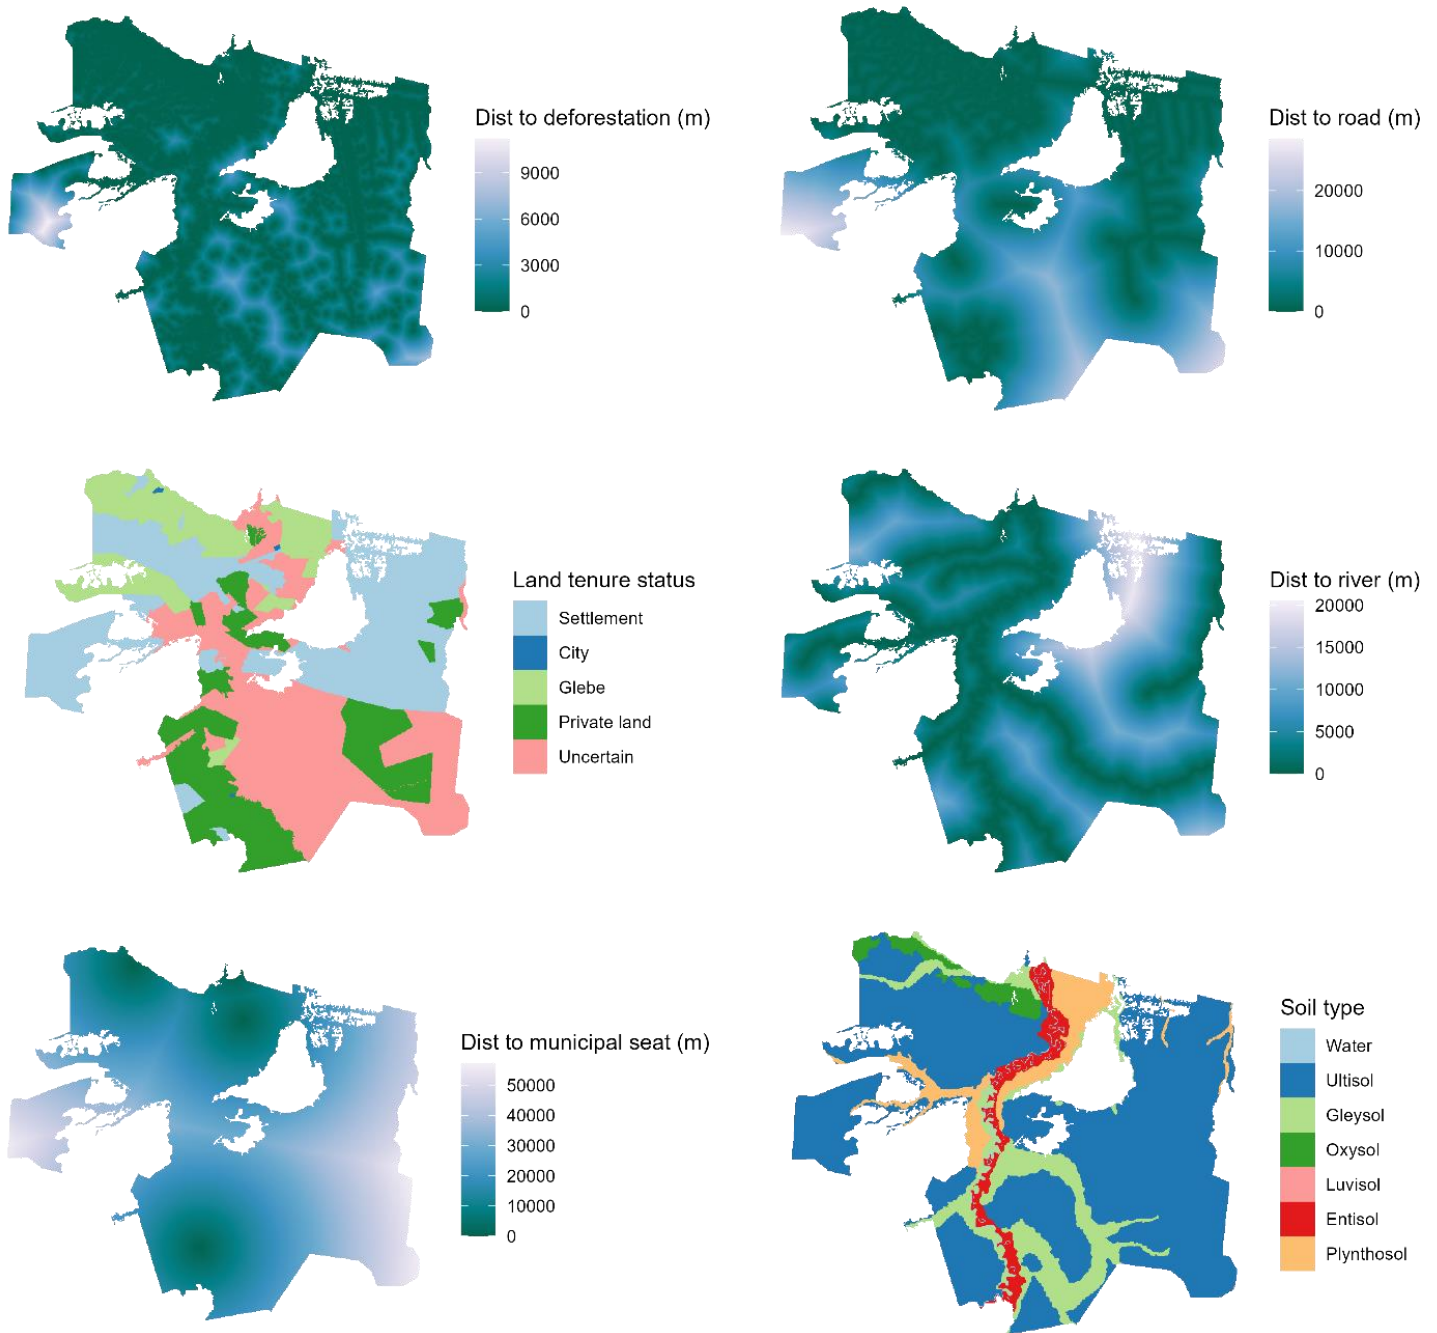 Dist to deforestation (m)
9000
6000
3000
0
Dist to road (m)
20000
10000
0
Land tenure status
Settlement
City
Glebe
Private land
Uncertain
Dist to river (m)
20000
15000
10000
5000
0
Dist to municipal seat (m)
50000
40000
30000
20000
10000
0
Soil type
Water
Ultisol
Gleysol
Oxysol
Luvisol
Entisol
Plynthosol